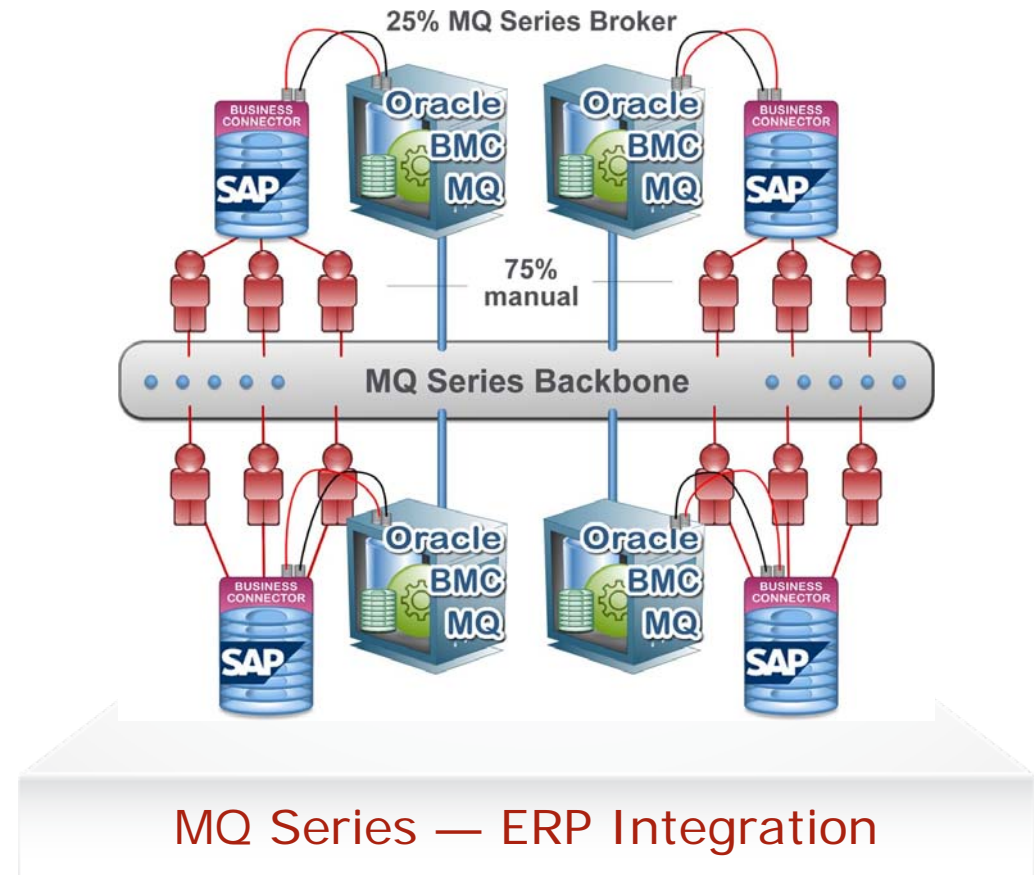 25% MQ Series Broker
BUSINESS
CONNECTOR
SAP
Oracle
BMC
MQ
Oracle
BMC
MQ
BUSINESS
CONNECTOR
SAP
75%
manual
MQ Series Backbone
BUSINESS
CONNECTOR
SAP
Oracle
BMC
MQ
Oracle
BMC
MQ
BUSINESS
CONNECTOR
SAP
MQ Series — ERP Integration